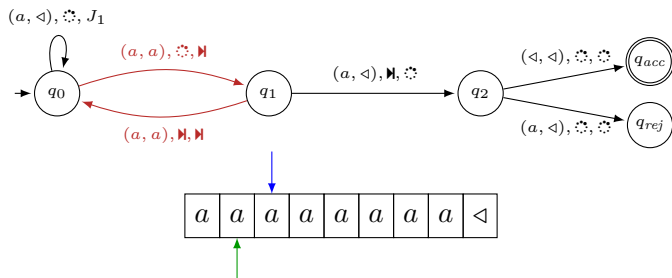 (a, ◁), ◌, J₁
(a, a), ◌, ⏭
(a, ◁), ⏭, ◌
(◁, ◁), ◌, ◌
q₀
q₁
q₂
q_acc
q_rej
(a, a), ⏭, ⏭
(a, ◁), ◌, ◌
a a a a a a a a ◁